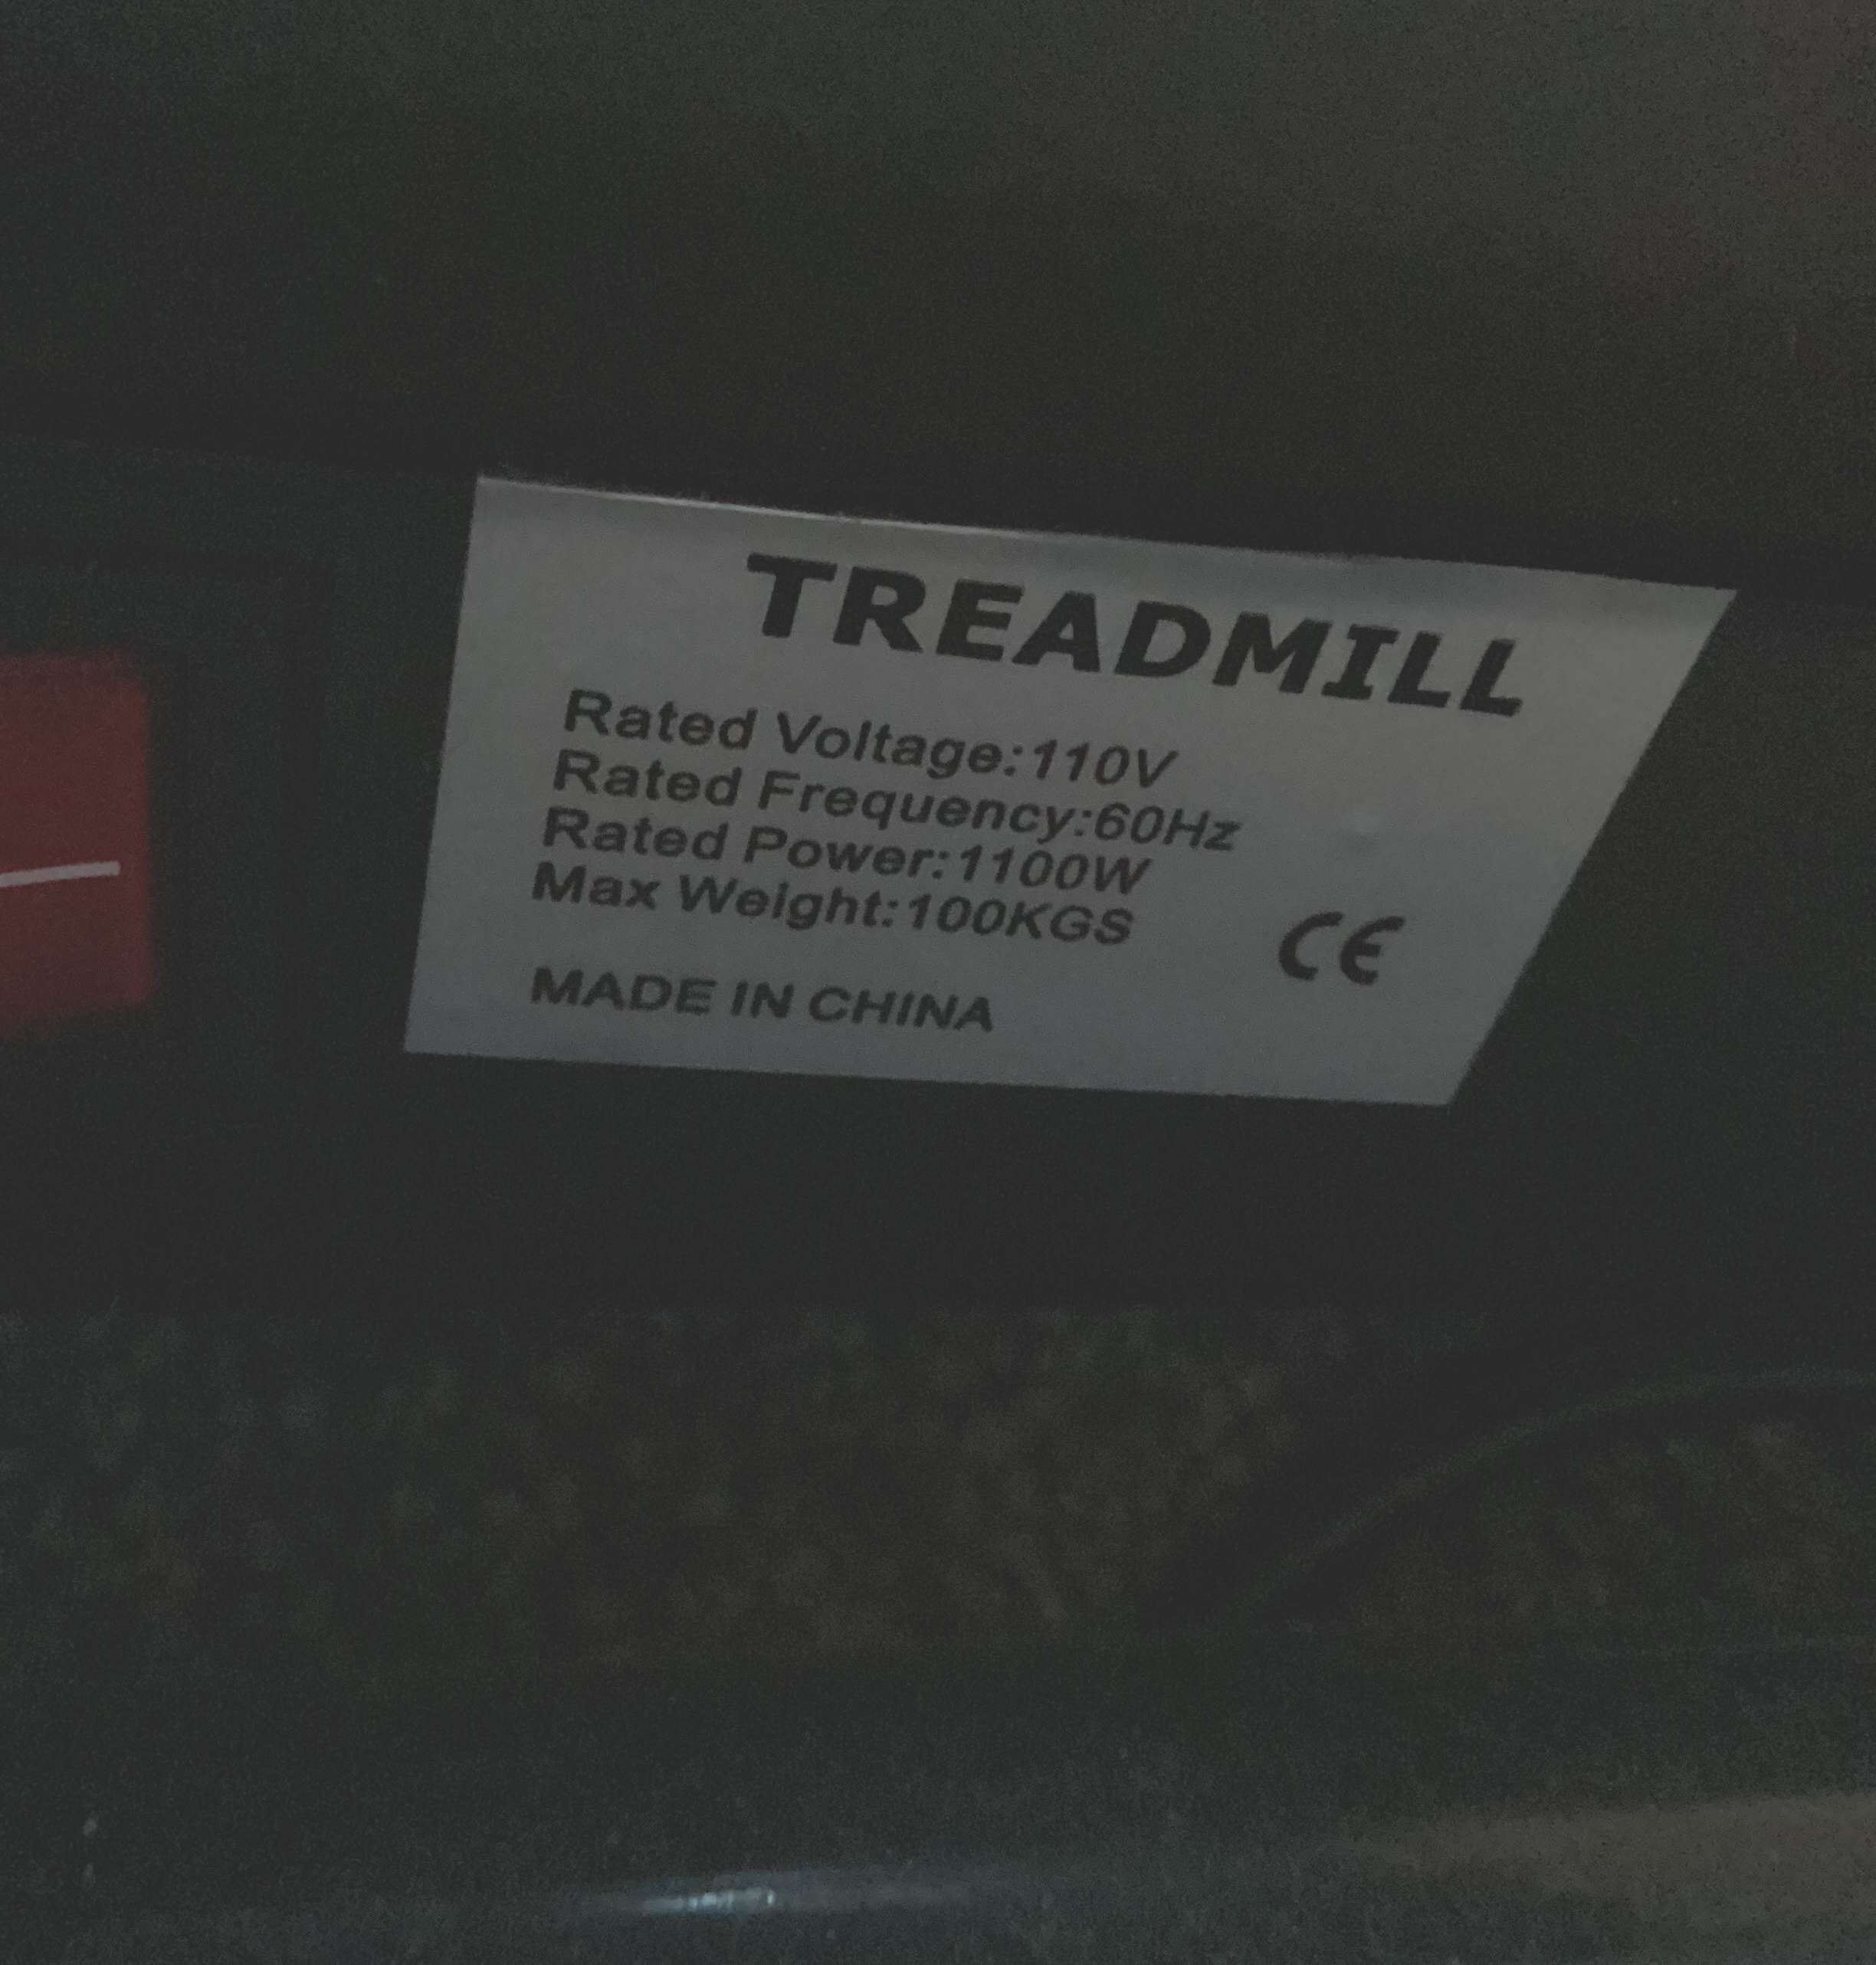 TREADMILL
Rated Voltage:110V
Rated Frequency:60Hz
Rated Power:1100W
Max Weight:100KGS
CE
MADE IN CHINA